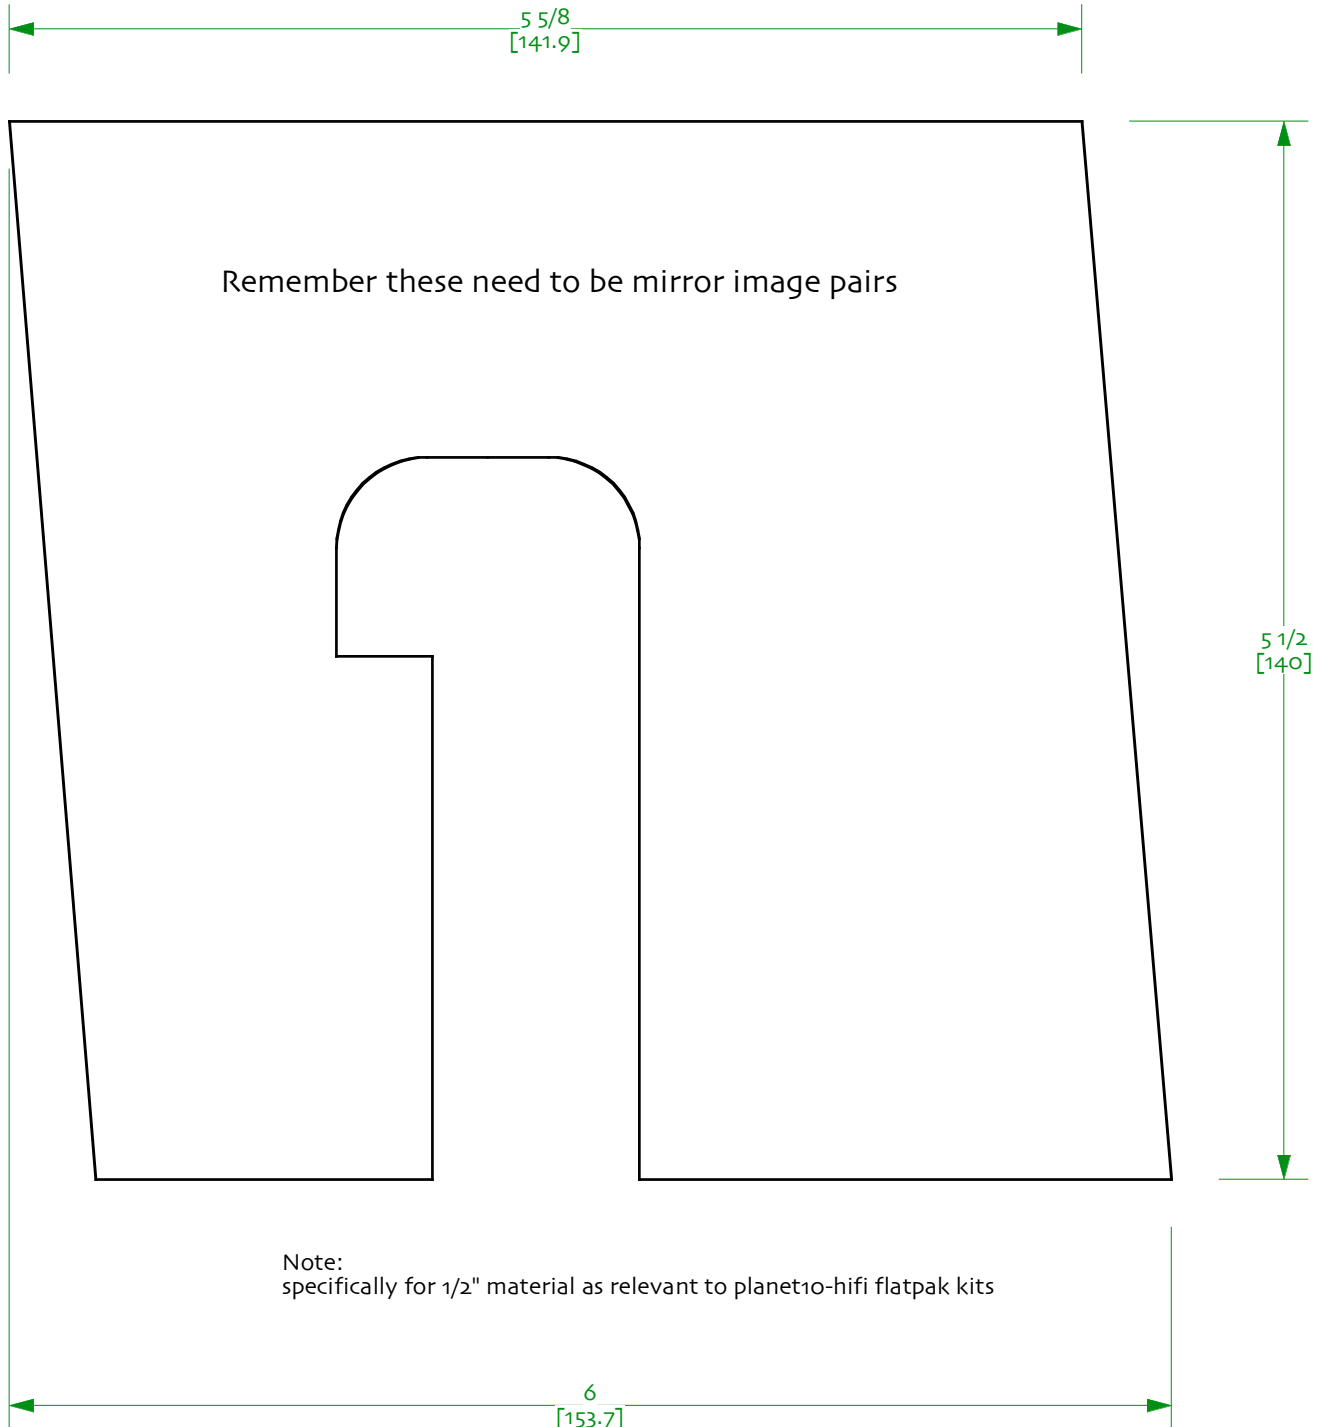 5 5/8
[141.9]
Remember these need to be mirror image pairs
5 1/2
[140]
Note:
specifically for 1/2" material as relevant to planet10-hifi flatpak kits
6
[153.7]